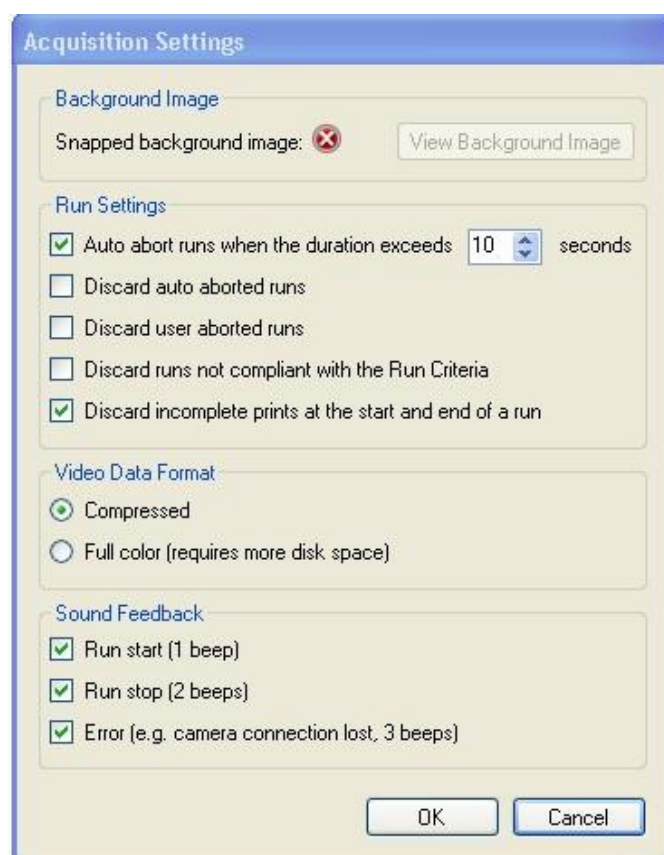 Acquisition Settings
Background Image
Snapped background image: View Background Image
Run Settings
Auto abort runs when the duration exceeds 10 seconds
Discard auto aborted runs
Discard user aborted runs
Discard runs not compliant with the Run Criteria
Discard incomplete prints at the start and end of a run
Video Data Format
Compressed
Full color (requires more disk space)
Sound Feedback
Run start (1 beep)
Run stop (2 beeps)
Error (e.g. camera connection lost, 3 beeps)
OK Cancel